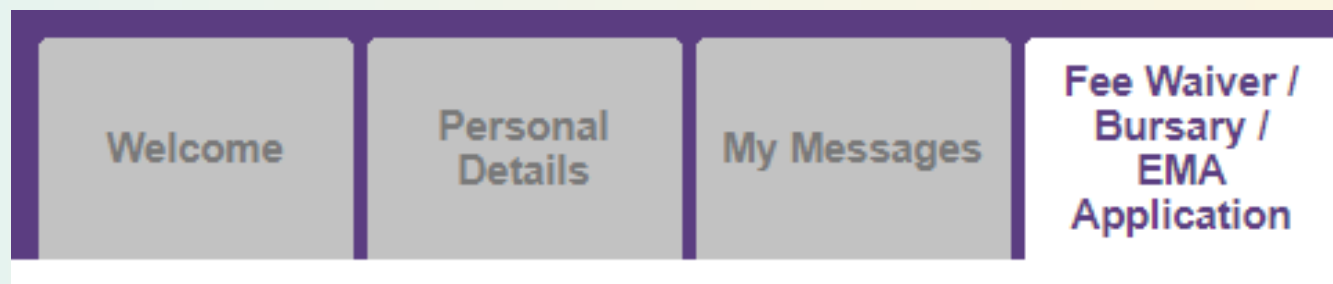 Welcome
Personal
Details
My Messages
Fee Waiver /
Bursary /
EMA
Application